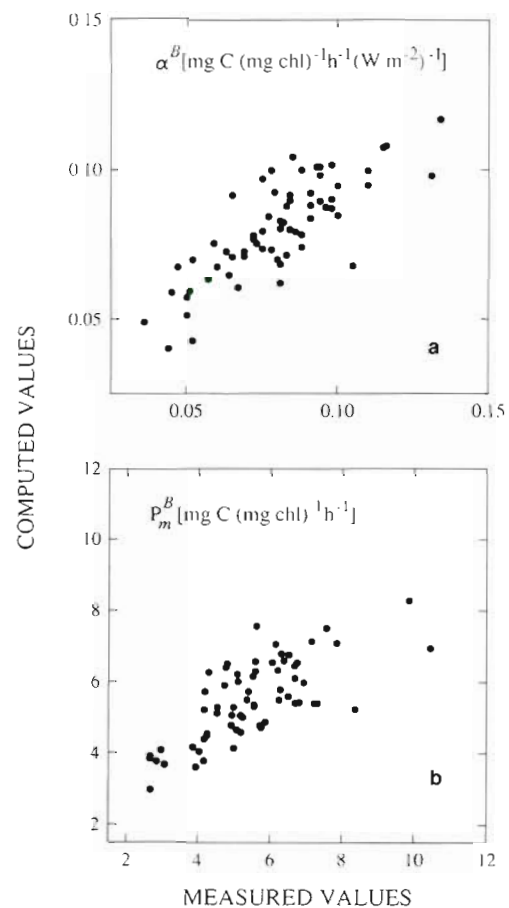 0.15
α^B [mg C (mg chl)^-1 h^-1 (W m^-2)^-1]
0.10
0.05
a
0.05 0.10 0.15
COMPUTED VALUES
12
P_m^B [mg C (mg chl) ^1 h^-1]
10
8
6
4
b
2
2 4 6 8 10 12
MEASURED VALUES